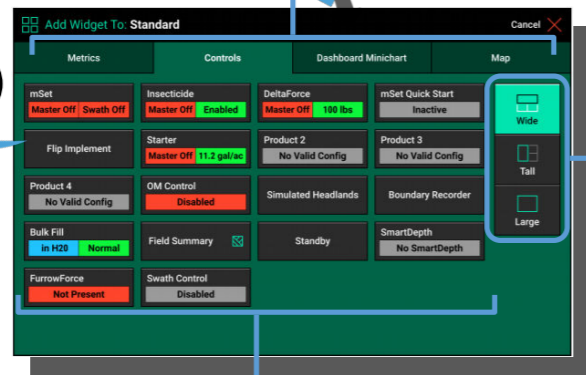 Add Widget To: Standard
Cancel
Metrics
Controls
Dashboard Minichart
Map
mSet
Master Off Swath Off
Insecticide
Master Off Enabled
DeltaForce
Master Off 100 lbs
mSet Quick Start
Inactive
Wide
Flip Implement
Starter
Master Off 11.2 gal/ac
Product 2
No Valid Config
Product 3
No Valid Config
Tall
Product 4
No Valid Config
OM Control
Disabled
Simulated Headlands
Boundary Recorder
Large
Bulk Fill
in H20 Normal
Field Summary
Standby
SmartDepth
No SmartDepth
FurrowForce
Not Present
Swath Control
Disabled